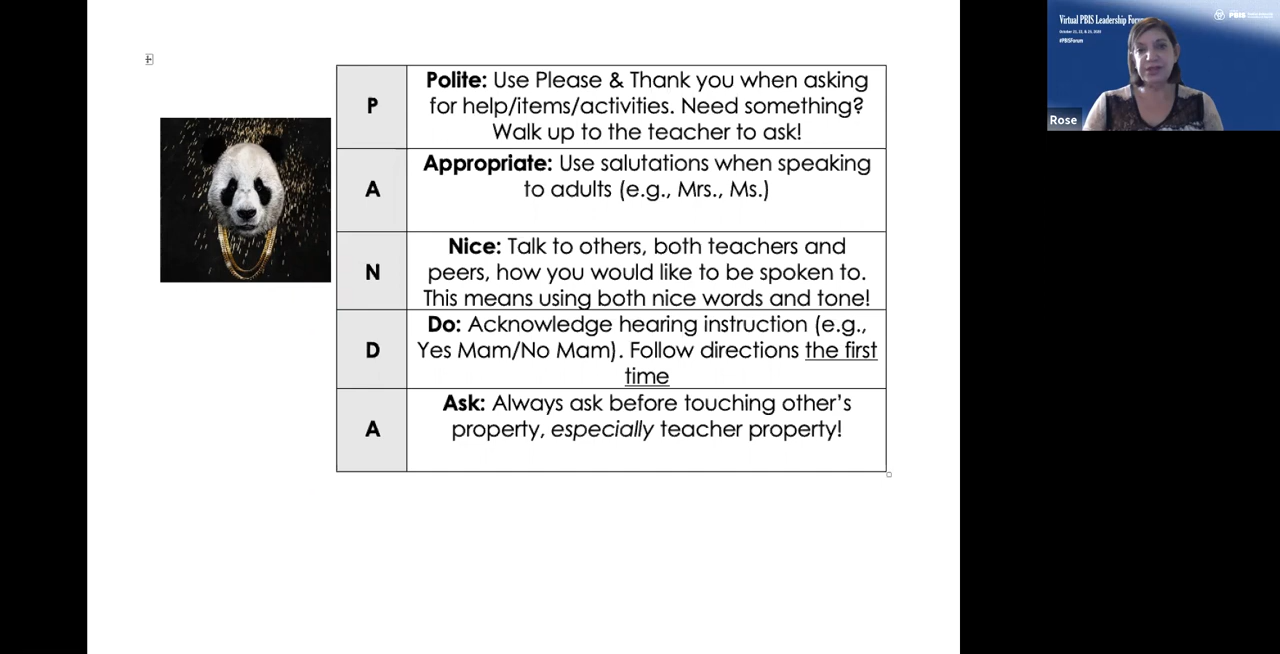 P
Polite: Use Please & Thank you when asking
for help/items/activities. Need something?
Walk up to the teacher to ask!
A
Appropriate: Use salutations when speaking
to adults (e.g., Mrs., Ms.)
N
Nice: Talk to others, both teachers and
peers, how you would like to be spoken to.
This means using both nice words and tone!
D
Do: Acknowledge hearing instruction (e.g.,
Yes Mam/No Mam). Follow directions the first
time
A
Ask: Always ask before touching other's
property, especially teacher property!
Virtual PBIS Leadership
#PBISForum
PBIS
Rose